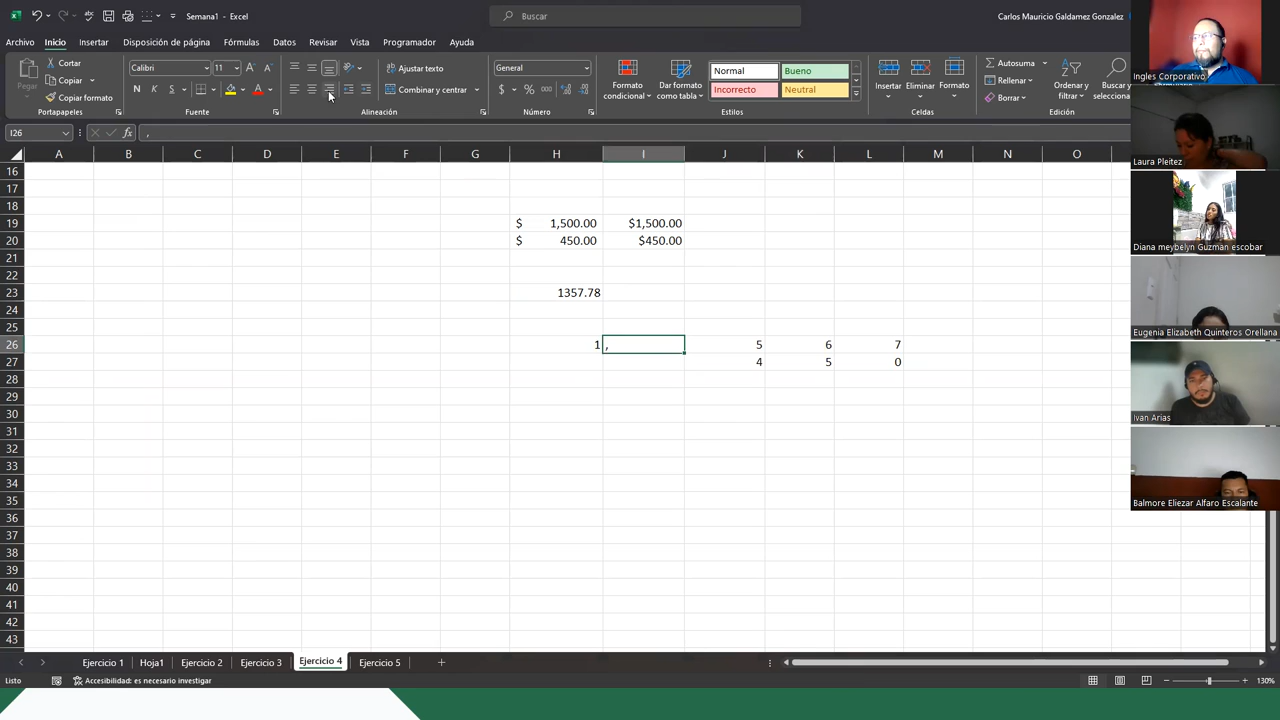 Semana1 - Excel
Buscar
Carlos Mauricio Galdamez Gonzalez
Archivo Inicio Insertar Disposición de página Fórmulas Datos Revisar Vista Programador Ayuda
Pegar
Cortar
Copiar
Copiar formato
Portapapeles
Calibri 11
N K S
Fuente
Ajustar texto
Combinar y centrar
Alineación
General
$ % 000
Número
Formato condicional
Dar formato como tabla
Normal Bueno
Incorrecto Neutral
Estilos
Insertar Eliminar Formato
Celdas
Autosuma
Rellenar
Borrar
Ordenar y filtrar
Buscar y
Edición
I26 fx ,
A B C D E F G H I J K L M N O
16
17
18
19 $ 1,500.00 $1,500.00
20 $ 450.00 $450.00
21
22
23 1357.78
24
25
26 1 , 5 6 7
27 4 5 0
28
29
30
31
32
33
34
35
36
37
38
39
40
41
42
43
Ejercicio 1 Hoja1 Ejercicio 2 Ejercicio 3 Ejercicio 4 Ejercicio 5
Listo Accesibilidad: es necesario investigar 130%
Ingles Corporativo
Laura Pleitez
Diana meybelyn Guzman escobar
Eugenia Elizabeth Quinteros Orellana
Ivan Arias
Balmore Eliezar Alfaro Escalante